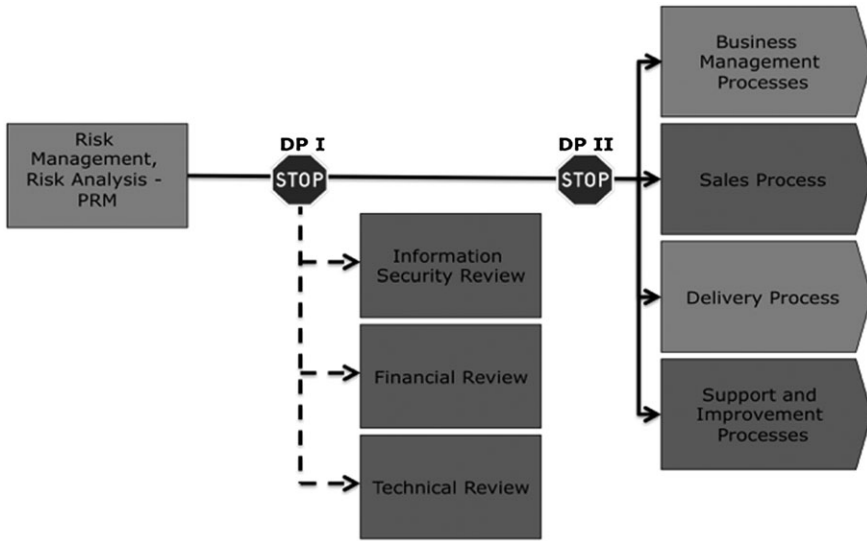 Risk
Management,
Risk Analysis -
PRM
DP I
STOP
DP II
STOP
Information
Security Review
Financial Review
Technical Review
Business
Management
Processes
Sales Process
Delivery Process
Support and
Improvement
Processes